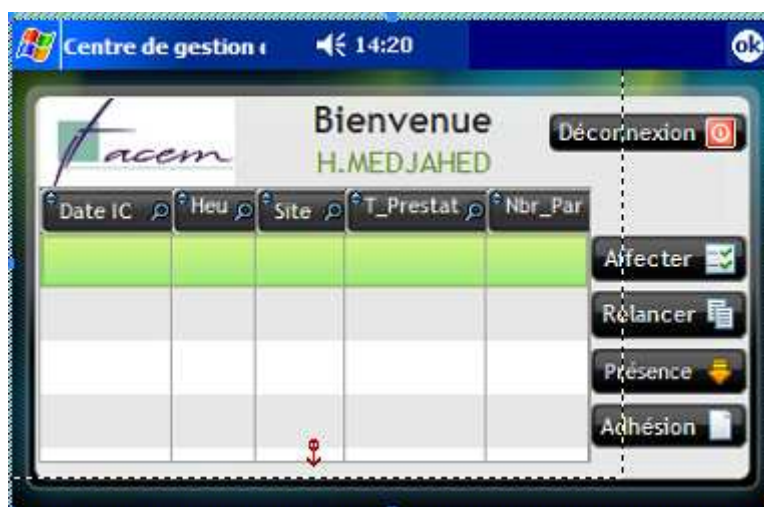 Centre de gestion 14:20 ok
facem
Bienvenue
H.MEDJAHED
Déconnexion
Date IC Heu Site T_Prestat Nbr_Par
Affecter
Relancer
Présence
Adhésion